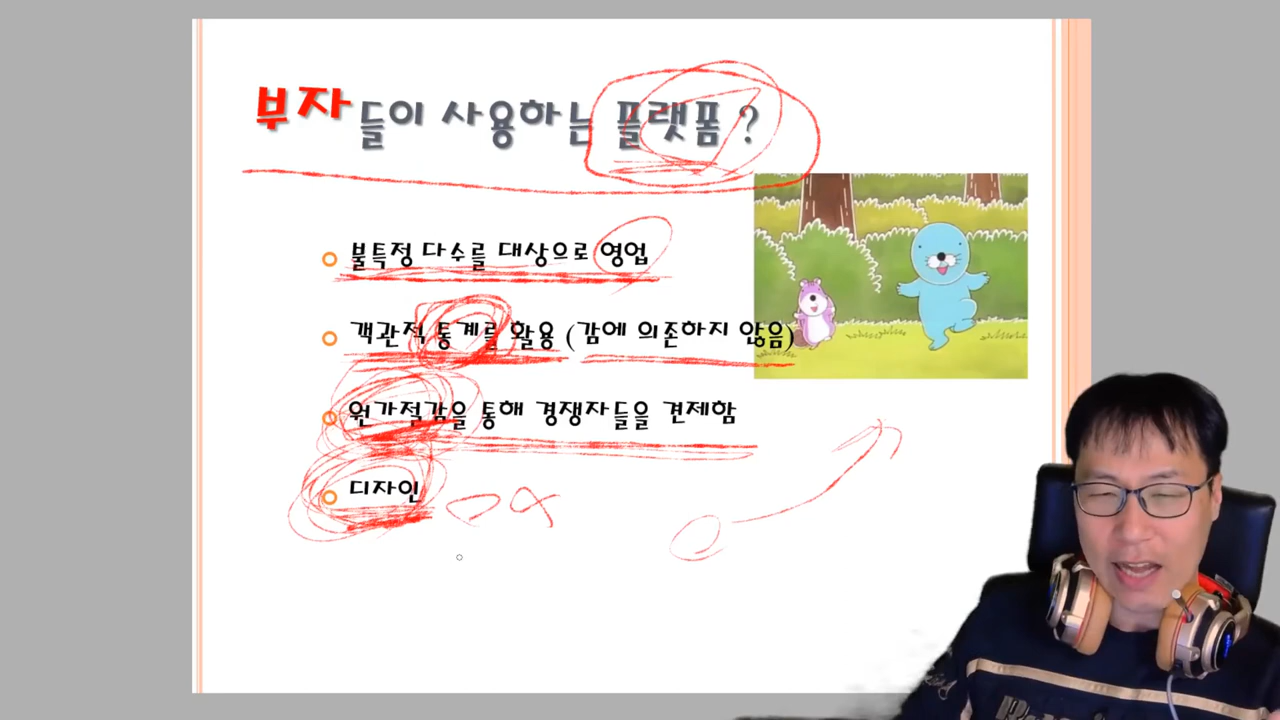 부자들이 사용하는 플랫폼?
불특정 다수를 대상으로 영업
객관적 통계를 활용 (감에 의존하지 않음)
원가절감을 통해 경쟁자들을 견제함
디자인